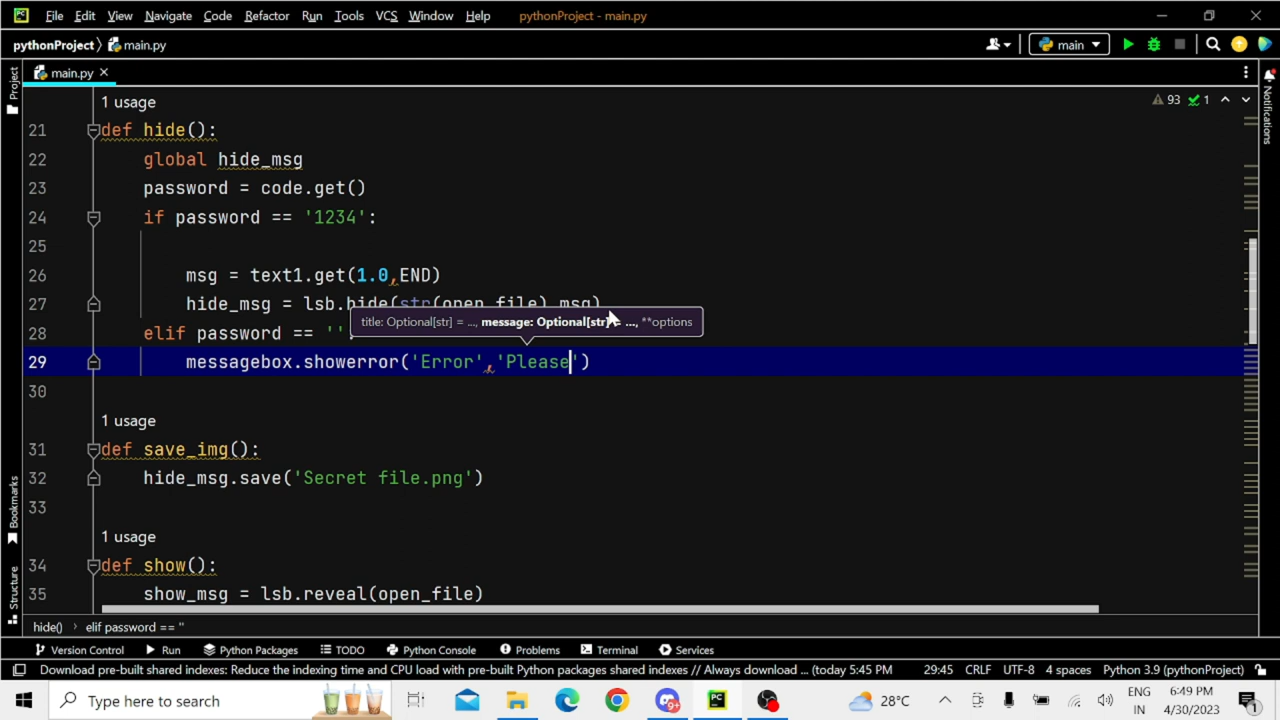 File Edit View Navigate Code Refactor Run Tools VCS Window Help pythonProject - main.py
pythonProject main.py main
Project main.py Notifications
1 usage 93 1
21 def hide():
22 global hide_msg
23 password = code.get()
24 if password == '1234':
25
26 msg = text1.get(1.0,END)
27 hide_msg = lsb.hide(str(open_file),msg)
title: Optional[str] = ..., message: Optional[str] = ..., **options
28 elif password == '':
29 messagebox.showerror('Error','Please')
30
1 usage
31 def save_img():
32 hide_msg.save('Secret file.png')
33
1 usage
34 def show():
35 show_msg = lsb.reveal(open_file)
Bookmarks
Structure
hide() elif password == ''
Version Control Run Python Packages TODO Python Console Problems Terminal Services
Download pre-built shared indexes: Reduce the indexing time and CPU load with pre-built Python packages shared indexes // Always download ... (today 5:45 PM 29:45 CRLF UTF-8 4 spaces Python 3.9 (pythonProject)
Type here to search PC 9+ 28°C ENG IN 6:49 PM 4/30/2023 1